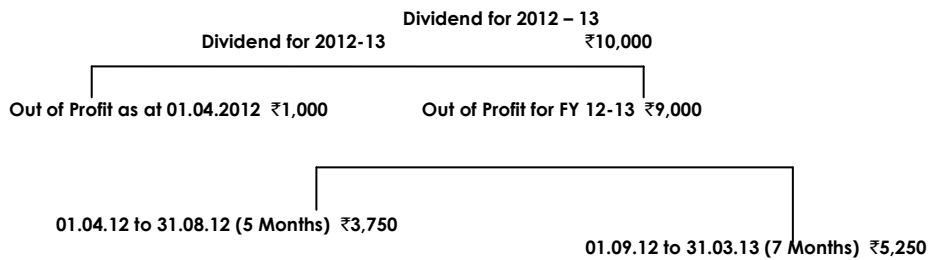 Dividend for 2012 – 13
Dividend for 2012-13 ₹10,000
Out of Profit as at 01.04.2012 ₹1,000 Out of Profit for FY 12-13 ₹9,000
01.04.12 to 31.08.12 (5 Months) ₹3,750
01.09.12 to 31.03.13 (7 Months) ₹5,250